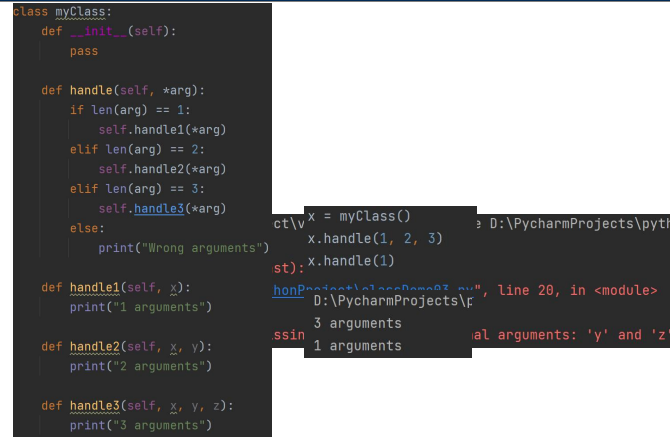 class myClass:
def __init__(self):
pass
def handle(self, *arg):
if len(arg) == 1:
self.handle1(*arg)
elif len(arg) == 2:
self.handle2(*arg)
elif len(arg) == 3:
self.handle3(*arg)
else:
print("Wrong arguments")
def handle1(self, x):
print("1 arguments")
def handle2(self, x, y):
print("2 arguments")
def handle3(self, x, y, z):
print("3 arguments")
x = myClass()
x.handle(1, 2, 3)
x.handle(1)
D:\PycharmProjects\p
3 arguments
1 arguments
ct\v
e D:\PycharmProjects\pyth
st):
", line 20, in <module>
ssin
al arguments: 'y' and 'z'